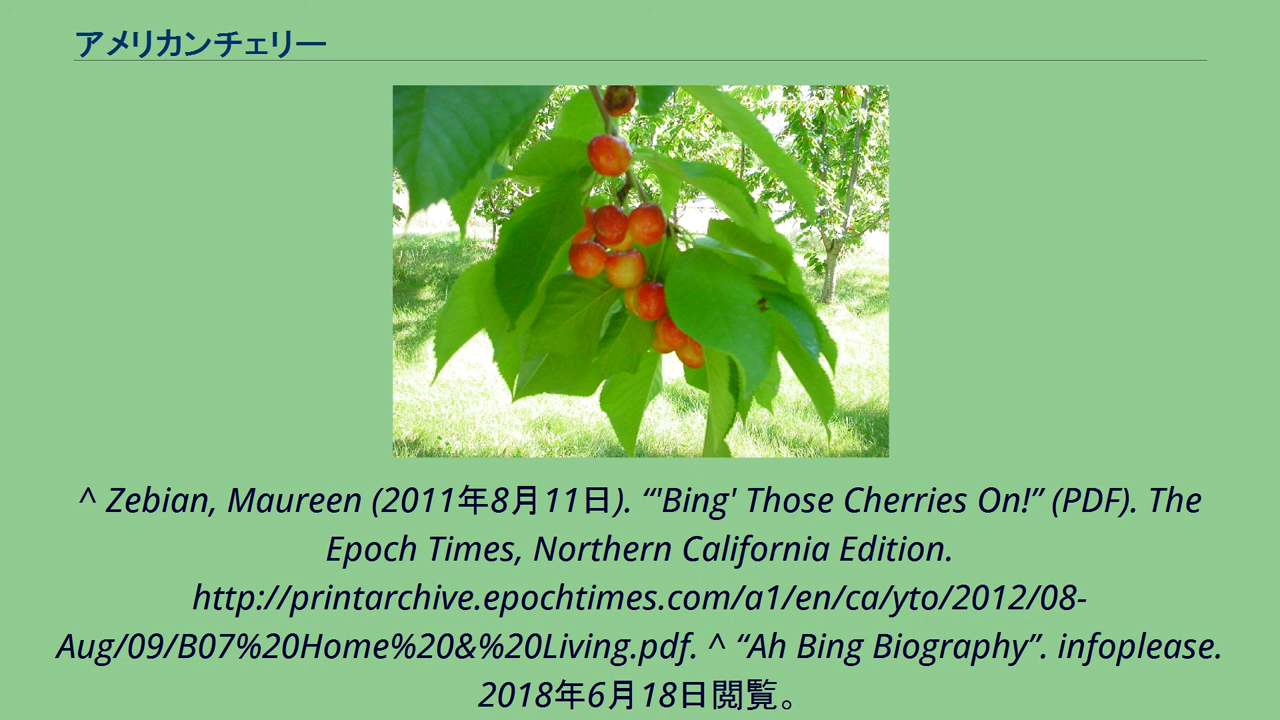 アメリカンチェリー
^ Zebian, Maureen (2011年8月11日). “'Bing' Those Cherries On!” (PDF). The
Epoch Times, Northern California Edition.
http://printarchive.epochtimes.com/a1/en/ca/yto/2012/08-
Aug/09/B07%20Home%20&%20Living.pdf. ^ “Ah Bing Biography”. infoplease.
2018年6月18日閲覧。